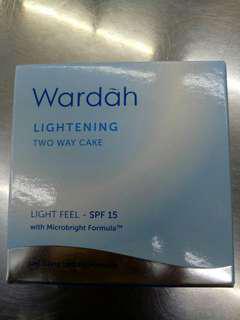 Wardah
LIGHTENING
TWO WAY CAKE
LIGHT FEEL - SPF 15
with Microbright Formula™